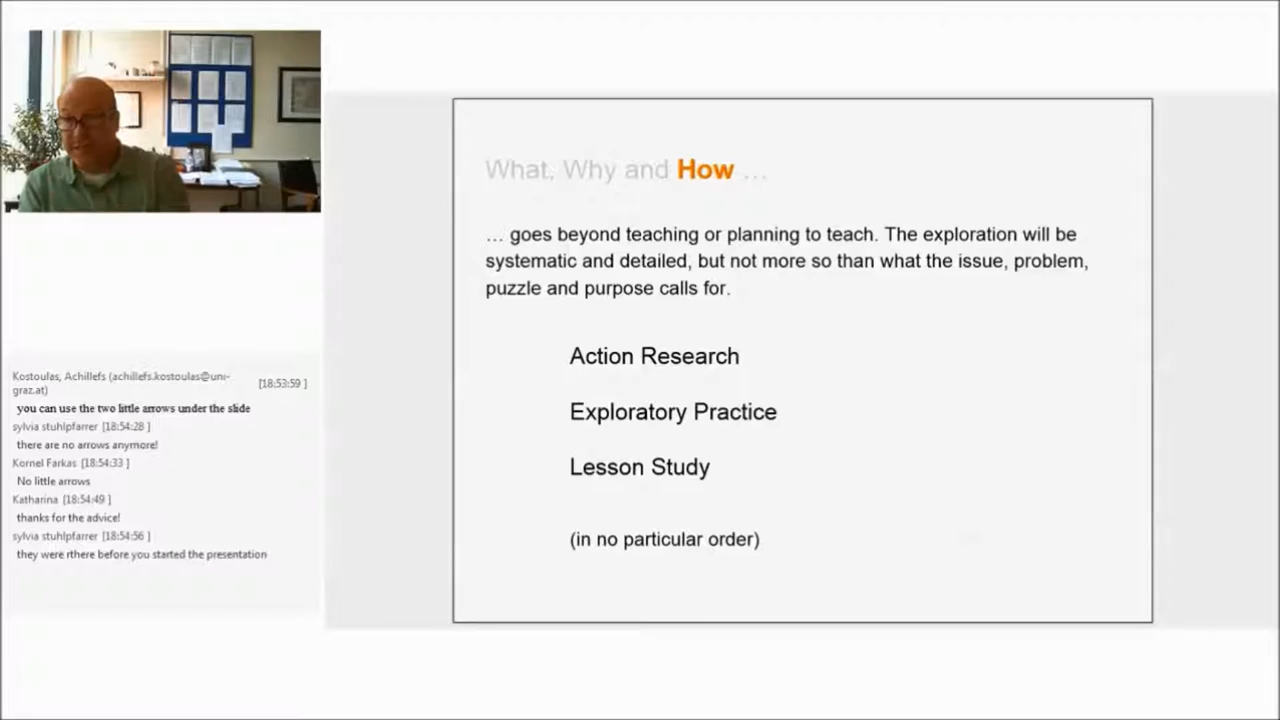 What, Why and How ...
... goes beyond teaching or planning to teach. The exploration will be
systematic and detailed, but not more so than what the issue, problem,
puzzle and purpose calls for.
Action Research
Exploratory Practice
Lesson Study
(in no particular order)
Kostoulas, Achillefs (achillefs.kostoulas@uni-
graz.at) [18:53:59 ]
you can use the two little arrows under the slide
sylvia stuhlpfarrer [18:54:28 ]
there are no arrows anymore!
Kornel Farkas [18:54:33 ]
No little arrows
Katharina [18:54:49 ]
thanks for the advice!
sylvia stuhlpfarrer [18:54:56 ]
they were rthere before you started the presentation